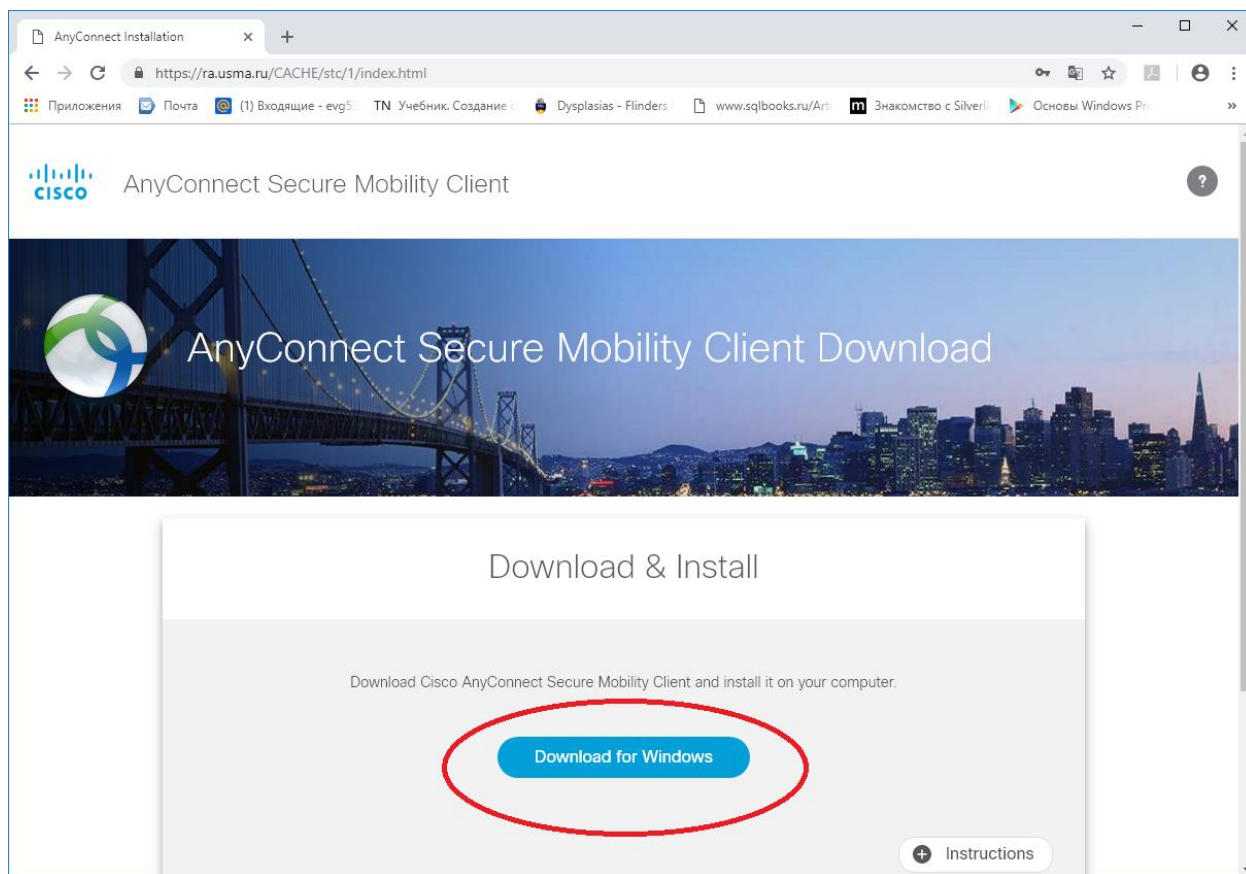 AnyConnect Installation
https://ra.usma.ru/CACHE/stc/1/index.html
Приложения Почта (1) Входящие - evg5 TN Учебник. Создание Dysplasias - Flinders www.sqlbooks.ru/Art m Знакомство с Silverli Основы Windows Pr »
CISCO AnyConnect Secure Mobility Client ?
AnyConnect Secure Mobility Client Download
Download & Install
Download Cisco AnyConnect Secure Mobility Client and install it on your computer.
Download for Windows
Instructions